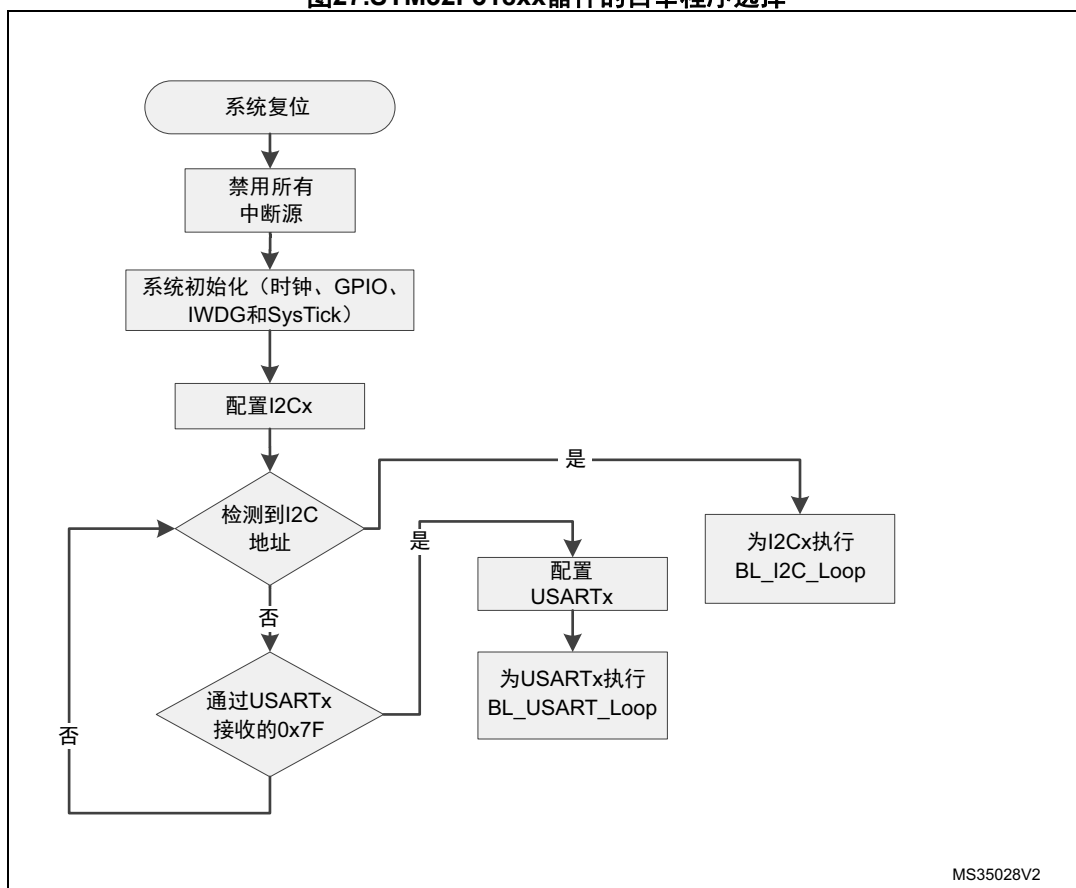 系统复位
禁用所有
中断源
系统初始化（时钟、GPIO、
IWDG和SysTick）
配置I2Cx
是
检测到I2C
地址
是
为I2Cx执行
BL_I2C_Loop
配置
USARTx
否
为USARTx执行
BL_USART_Loop
通过USARTx
接收的0x7F
否
MS35028V2